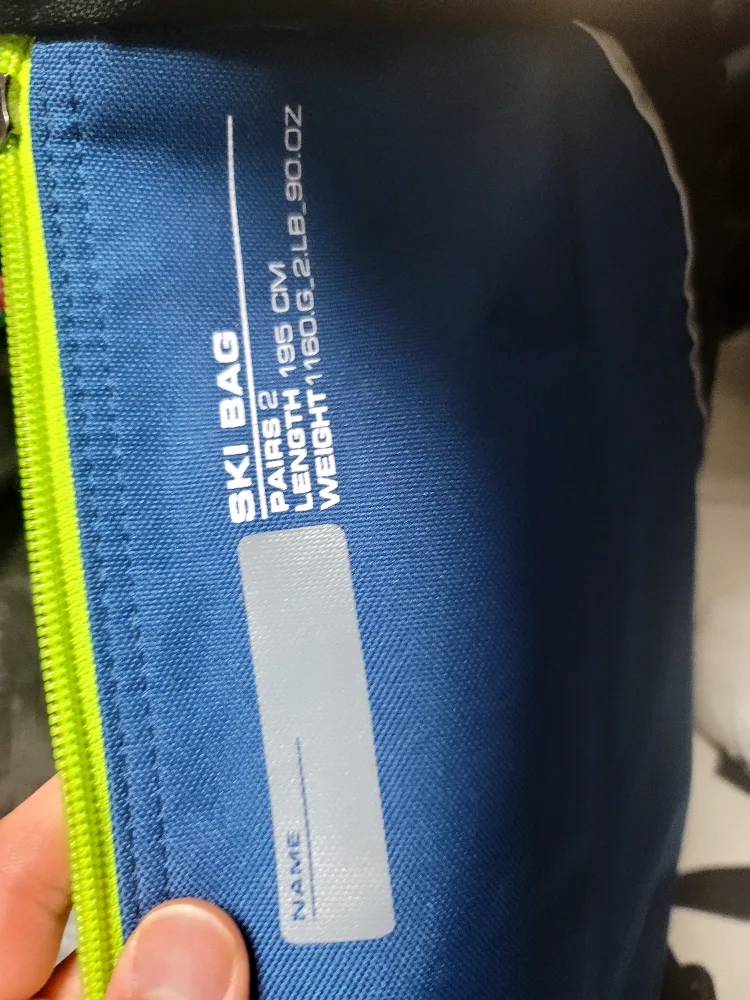 SKI BAG
PAIRS 2
LENGTH 195 CM
WEIGHT 1160.G_2.LB_90.OZ
NAME